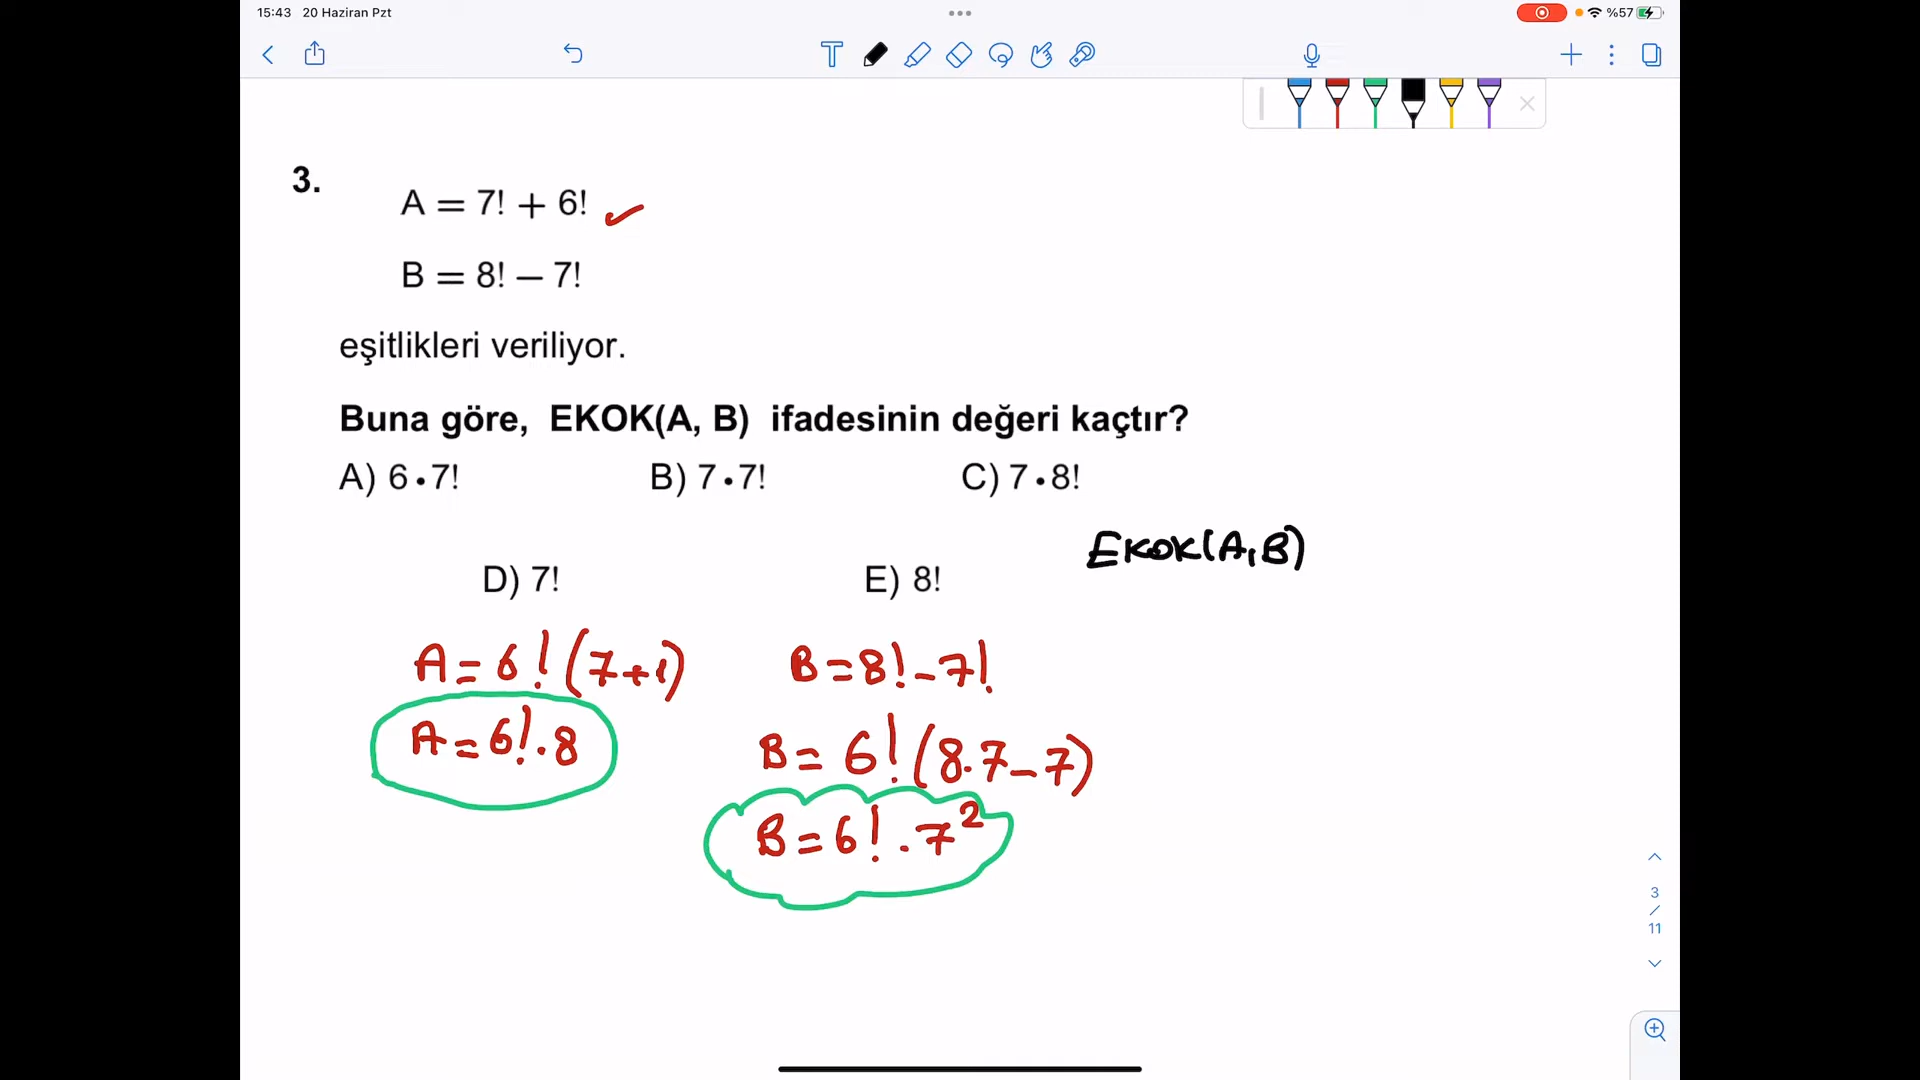 15:43 20 Haziran Pzt
%57
3.
A = 7! + 6!
B = 8! – 7!
eşitlikleri veriliyor.
Buna göre, EKOK(A, B) ifadesinin değeri kaçtır?
A) 6 • 7! B) 7 • 7! C) 7 • 8!
D) 7! E) 8!
EKOK(A,B)
A = 6! (7+1)
A = 6! . 8
B = 8! - 7!
B = 6! (8.7 - 7)
B = 6! . 7²
3
/
11